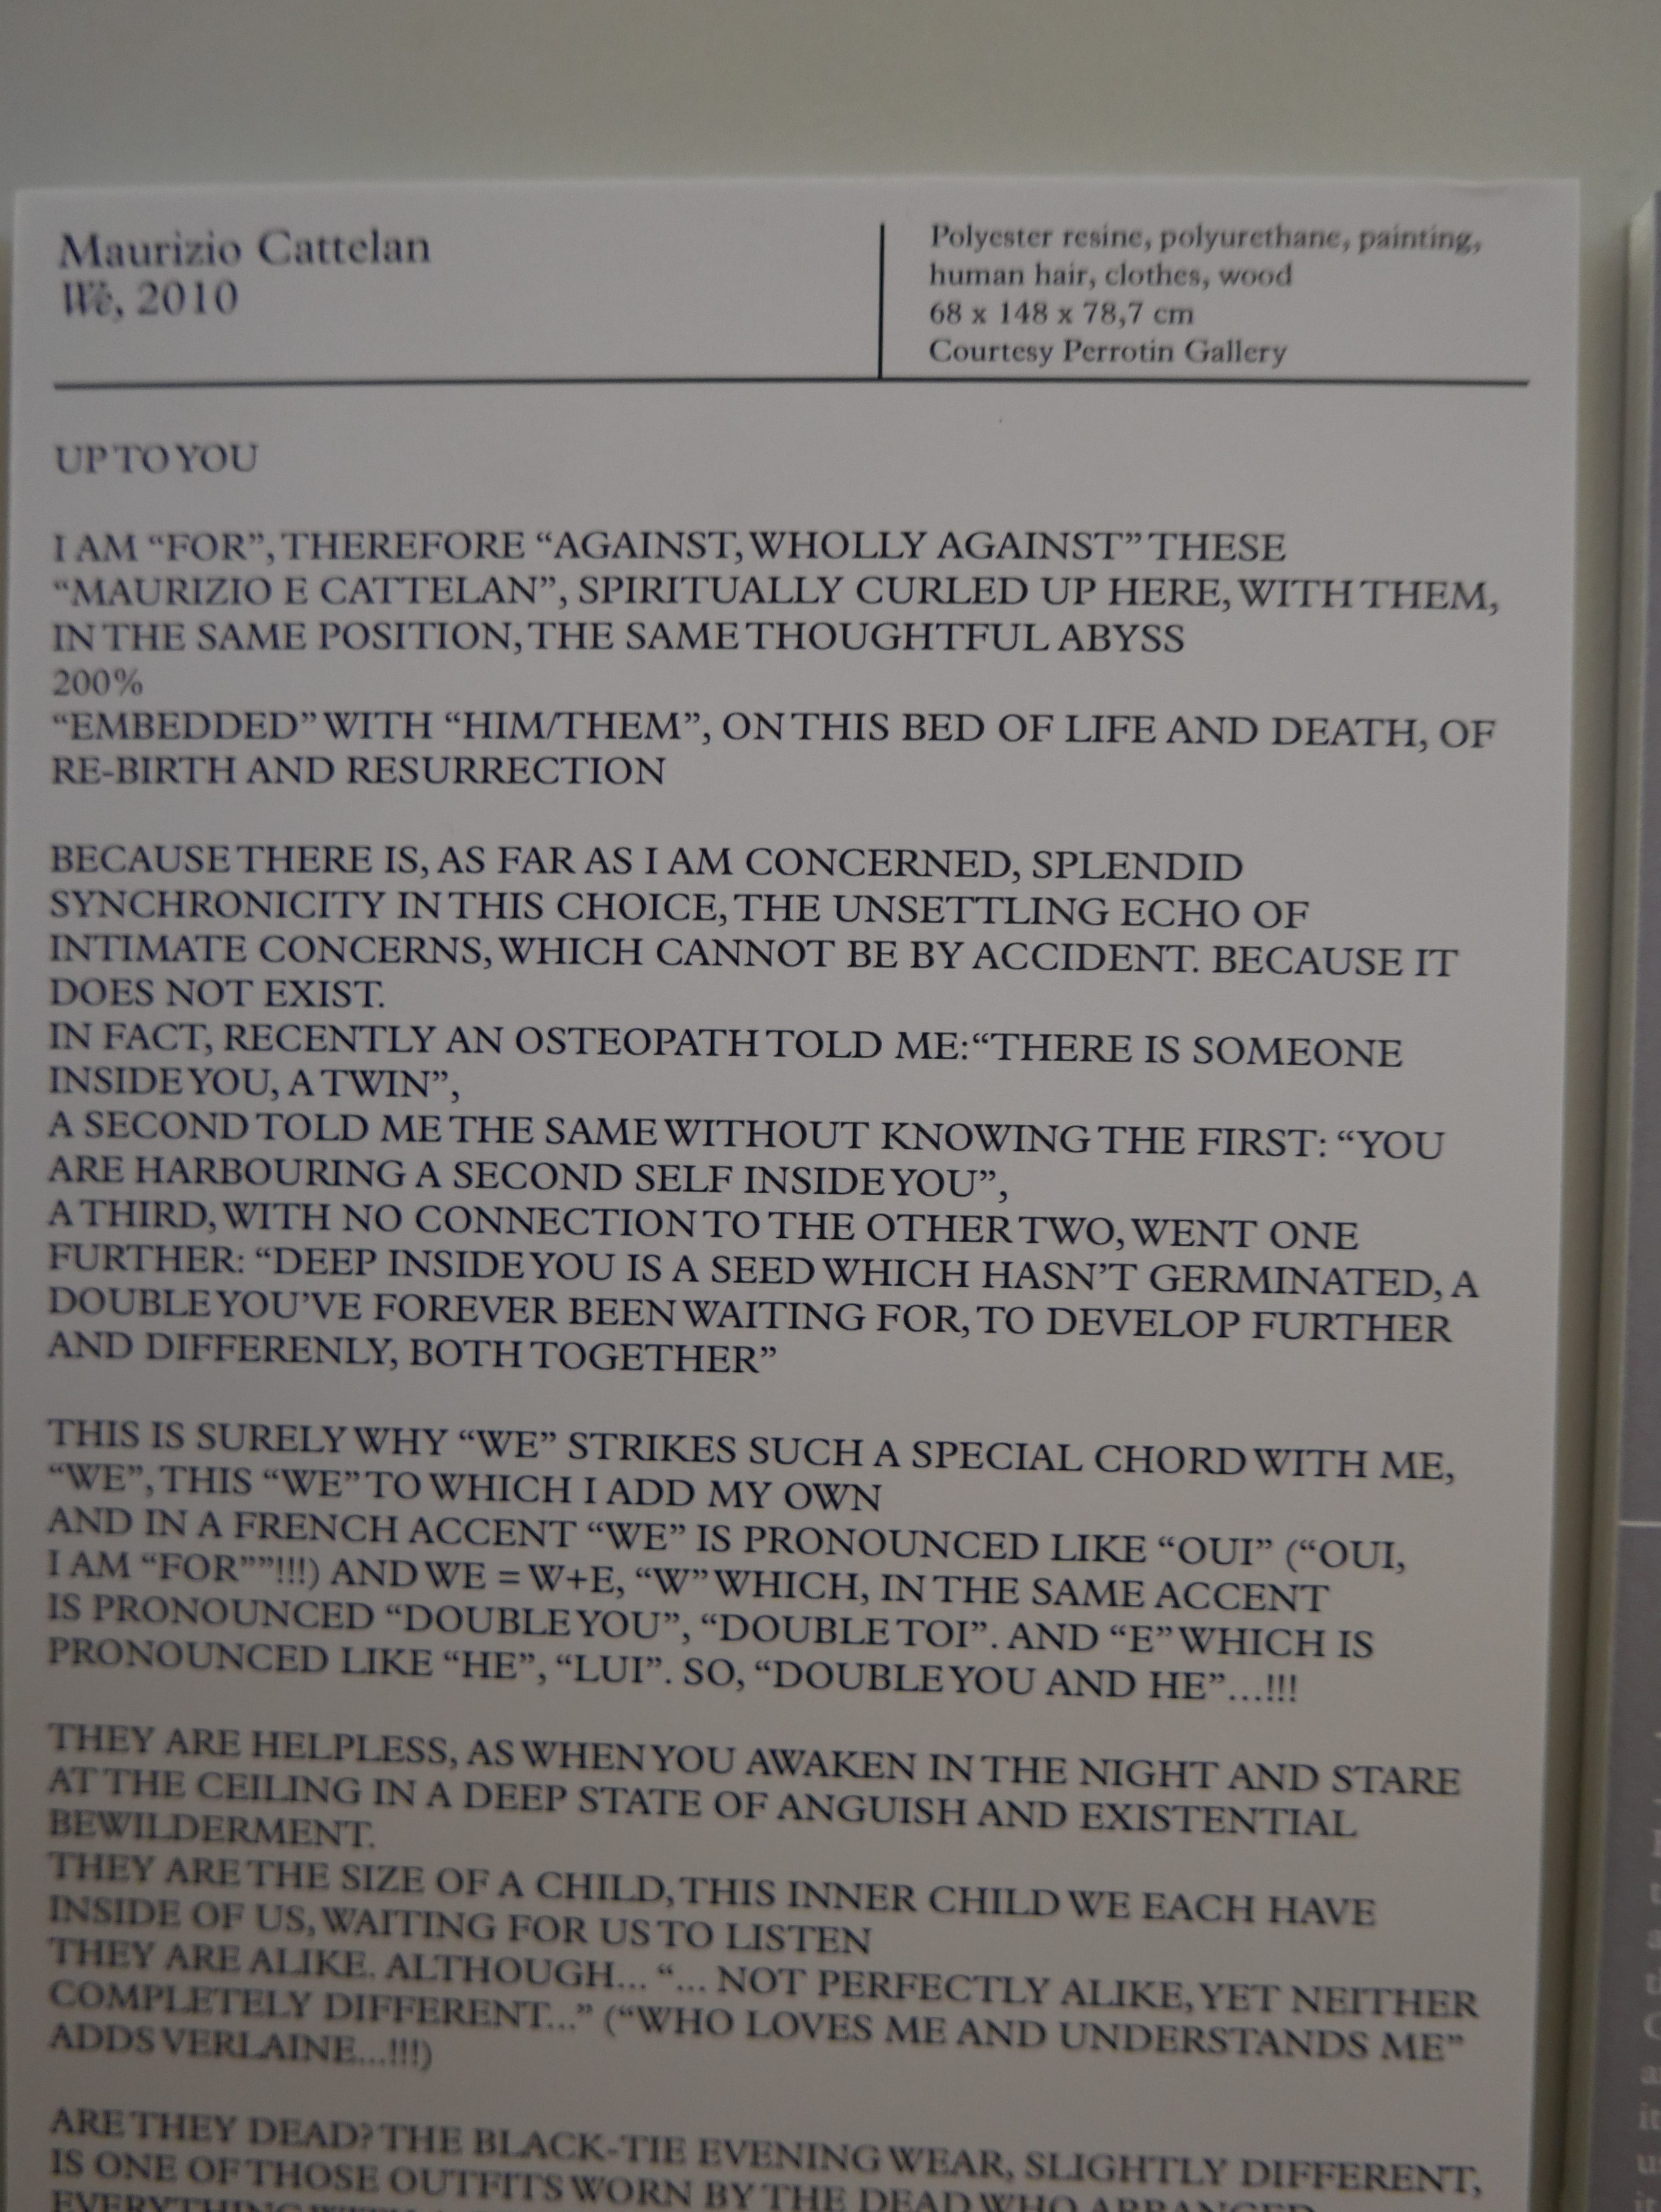 Maurizio Cattelan
We, 2010
Polyester resine, polyurethane, painting,
human hair, clothes, wood
68 x 148 x 78,7 cm
Courtesy Perrotin Gallery
UP TO YOU
I AM “FOR”, THEREFORE “AGAINST, WHOLLY AGAINST” THESE
“MAURIZIO E CATTELAN”, SPIRITUALLY CURLED UP HERE, WITH THEM,
IN THE SAME POSITION, THE SAME THOUGHTFUL ABYSS
200%
“EMBEDDED” WITH “HIM/THEM”, ON THIS BED OF LIFE AND DEATH, OF
RE-BIRTH AND RESURRECTION
BECAUSE THERE IS, AS FAR AS I AM CONCERNED, SPLENDID
SYNCHRONICITY IN THIS CHOICE, THE UNSETTLING ECHO OF
INTIMATE CONCERNS, WHICH CANNOT BE BY ACCIDENT. BECAUSE IT
DOES NOT EXIST.
IN FACT, RECENTLY AN OSTEOPATH TOLD ME: “THERE IS SOMEONE
INSIDE YOU, A TWIN”,
A SECOND TOLD ME THE SAME WITHOUT KNOWING THE FIRST: “YOU
ARE HARBOURING A SECOND SELF INSIDE YOU”,
A THIRD, WITH NO CONNECTION TO THE OTHER TWO, WENT ONE
FURTHER: “DEEP INSIDE YOU IS A SEED WHICH HASN’T GERMINATED, A
DOUBLE YOU’VE FOREVER BEEN WAITING FOR, TO DEVELOP FURTHER
AND DIFFERENLY, BOTH TOGETHER”
THIS IS SURELY WHY “WE” STRIKES SUCH A SPECIAL CHORD WITH ME,
“WE”, THIS “WE” TO WHICH I ADD MY OWN
AND IN A FRENCH ACCENT “WE” IS PRONOUNCED LIKE “OUI” (“OUI,
I AM “FOR””!!!) AND WE = W+E, “W” WHICH, IN THE SAME ACCENT
IS PRONOUNCED “DOUBLE YOU”, “DOUBLE TOI”. AND “E” WHICH IS
PRONOUNCED LIKE “HE”, “LUI”. SO, “DOUBLE YOU AND HE”…!!!
THEY ARE HELPLESS, AS WHEN YOU AWAKEN IN THE NIGHT AND STARE
AT THE CEILING IN A DEEP STATE OF ANGUISH AND EXISTENTIAL
BEWILDERMENT.
THEY ARE THE SIZE OF A CHILD, THIS INNER CHILD WE EACH HAVE
INSIDE OF US, WAITING FOR US TO LISTEN
THEY ARE ALIKE. ALTHOUGH… “… NOT PERFECTLY ALIKE, YET NEITHER
COMPLETELY DIFFERENT…” (“WHO LOVES ME AND UNDERSTANDS ME”
ADDS VERLAINE…!!!)
ARE THEY DEAD? THE BLACK-TIE EVENING WEAR, SLIGHTLY DIFFERENT,
IS ONE OF THOSE OUTFITS WORN BY THE DEAD WHO ARRANGED
EVERYTHING